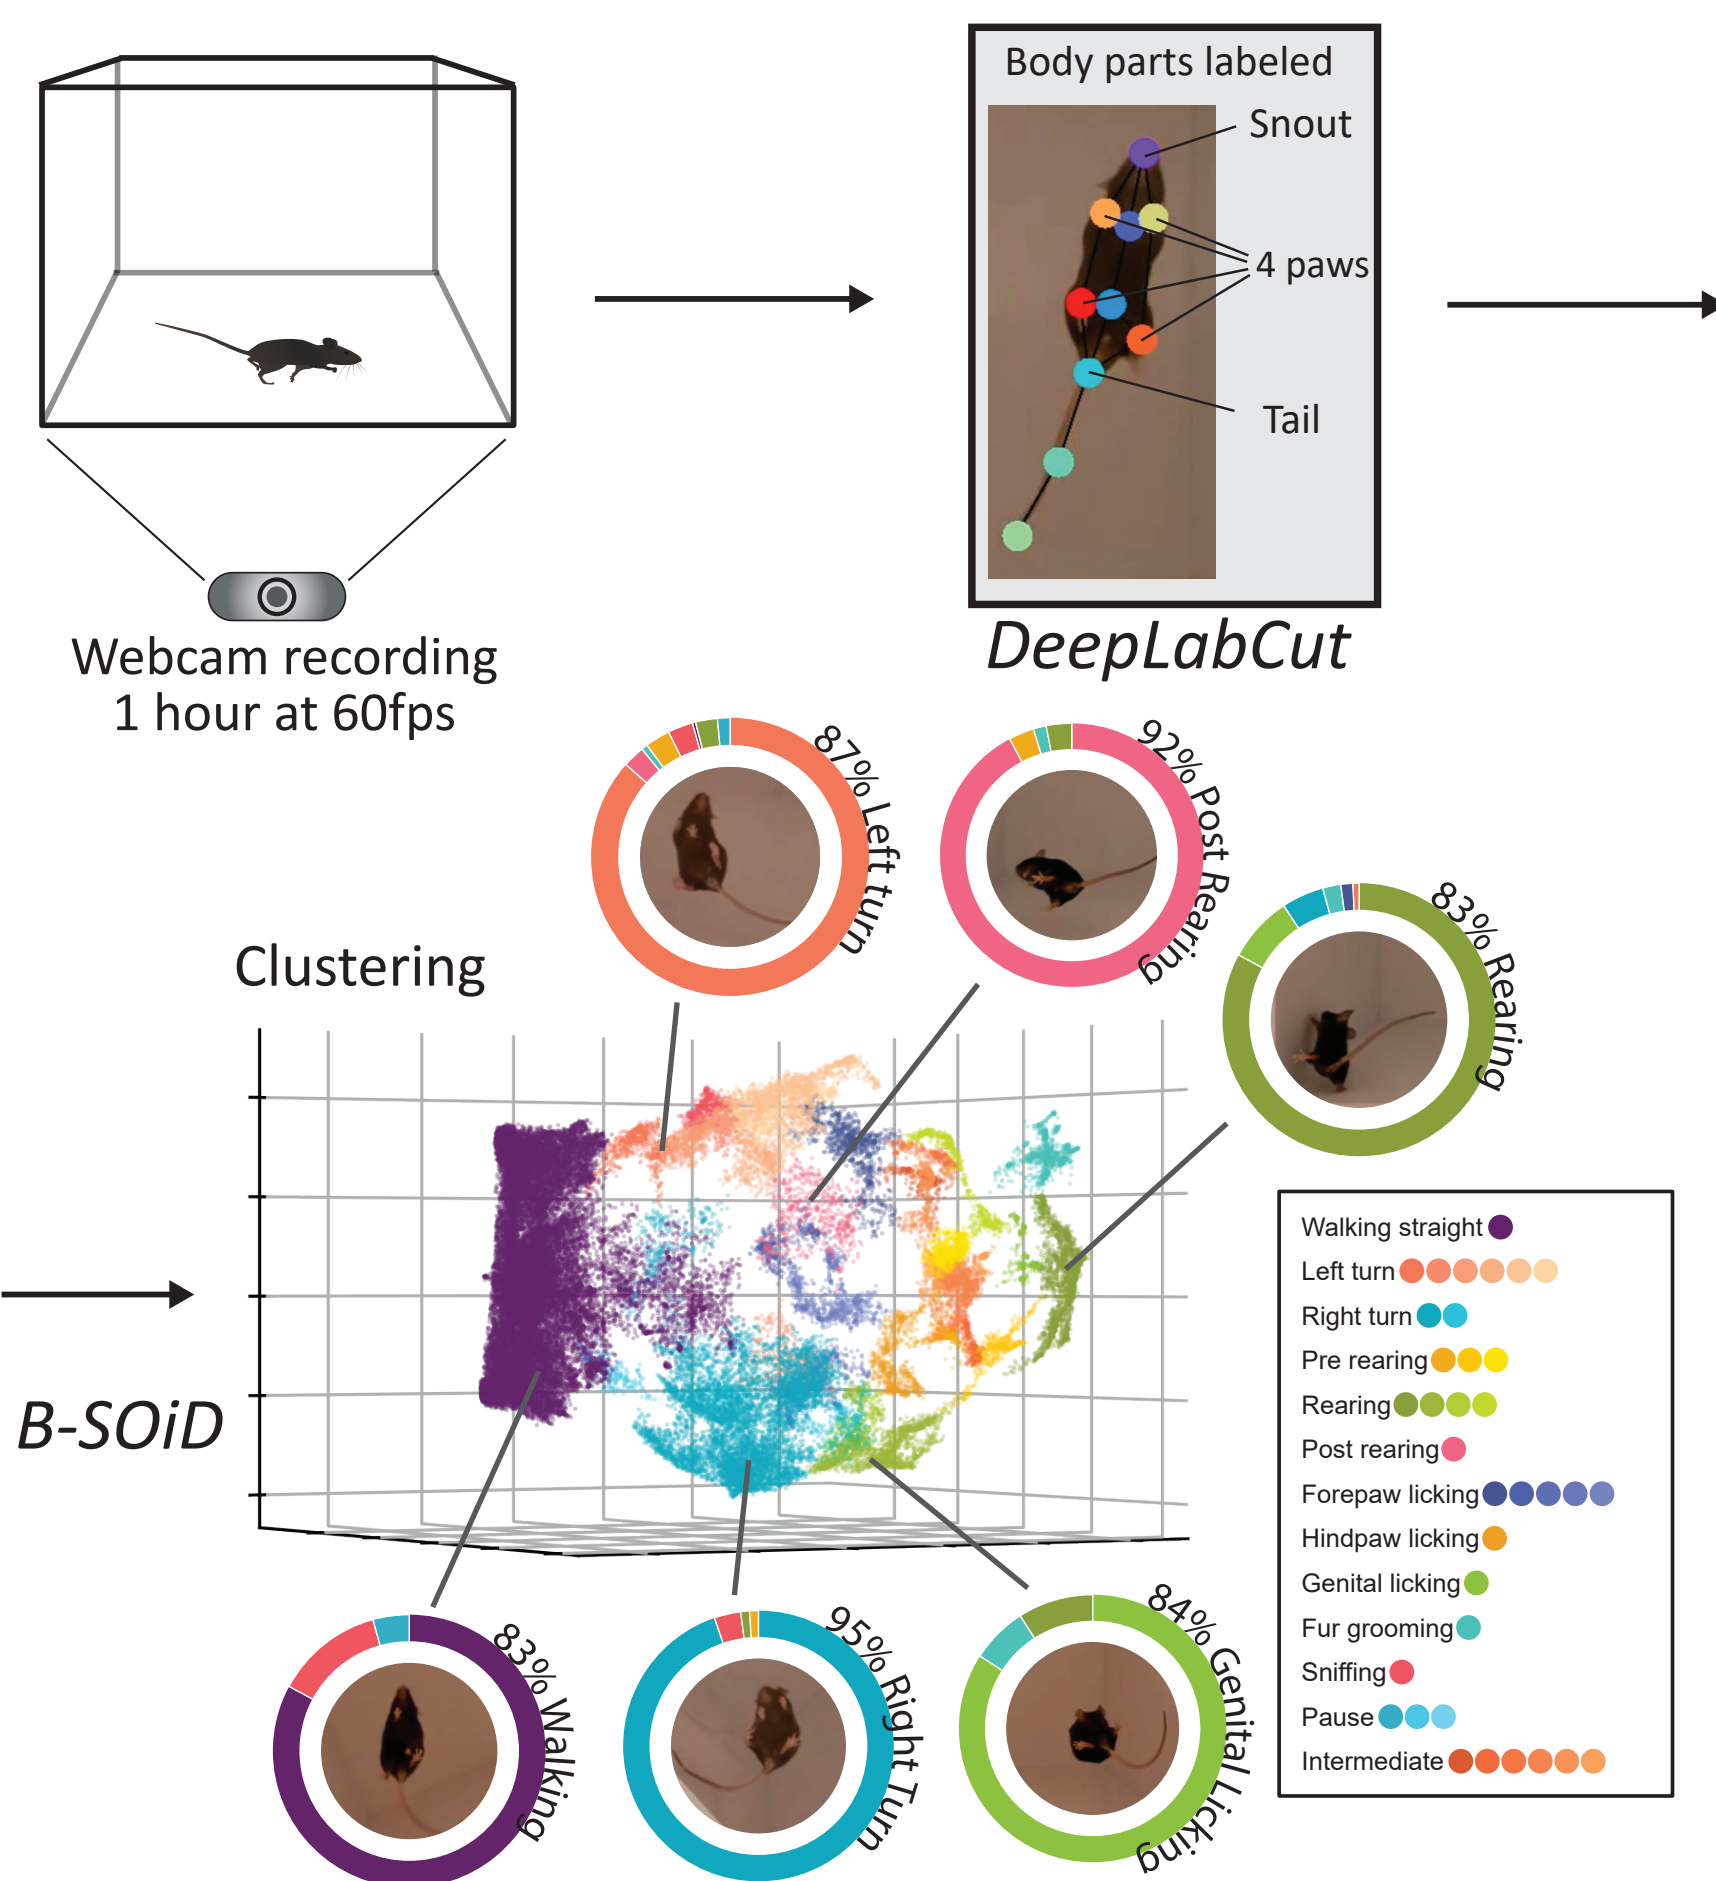 Body parts labeled
Snout
4 paws
Tail
DeepLabCut
Webcam recording
1 hour at 60fps
87% Left turn
92% Post Rearing
83% Rearing
Clustering
B-SOiD
Walking straight
Left turn
Right turn
Pre rearing
Rearing
Post rearing
Forepaw licking
Hindpaw licking
Genital licking
Fur grooming
Sniffing
Pause
Intermediate
83% Walking
95% Right Turn
84% Genital Licking